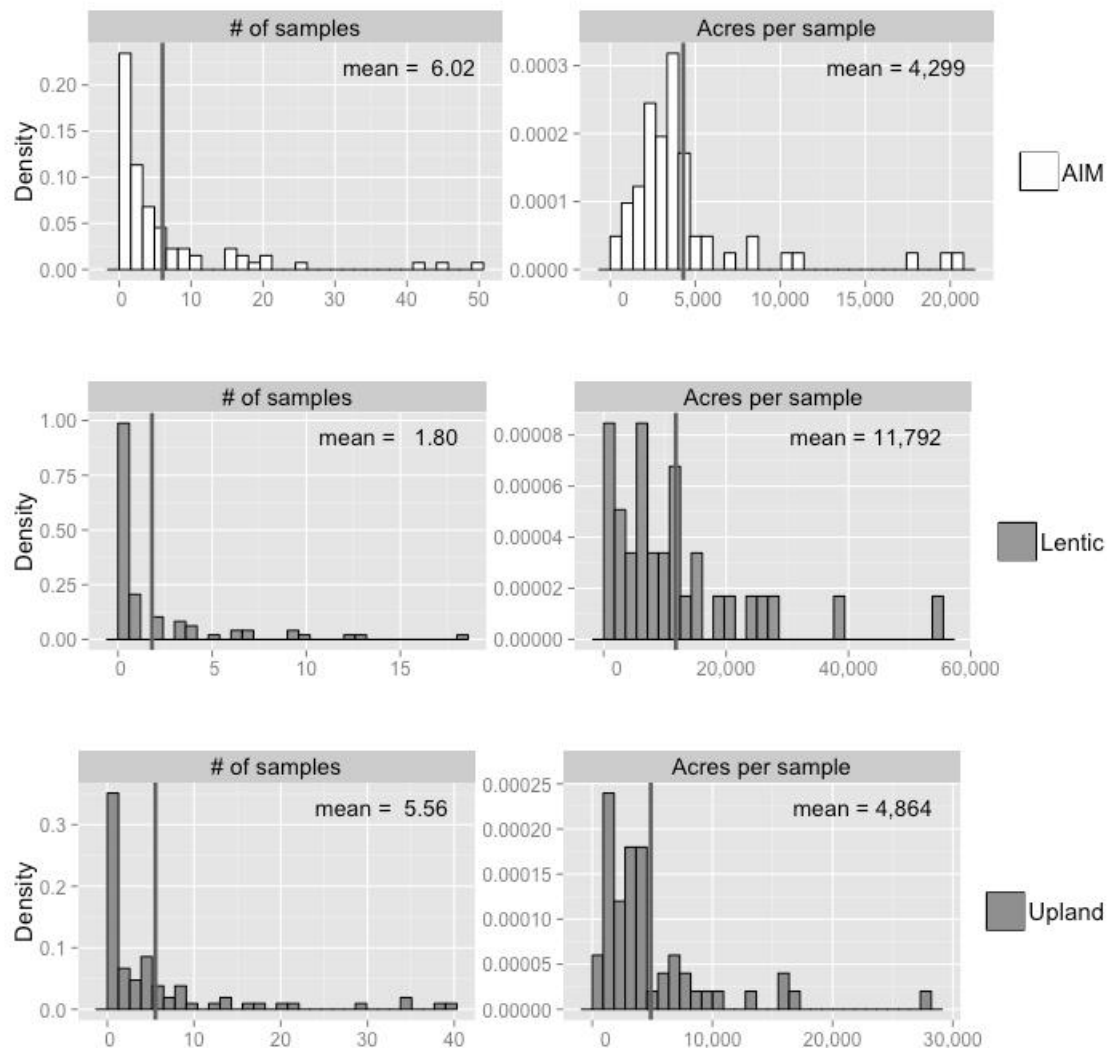 # of samples
Acres per sample
mean = 6.02
mean = 4,299
Density
0.20
0.15
0.10
0.05
0.00
0.0003
0.0002
0.0001
0.0000
0 10 20 30 40 50
0 5,000 10,000 15,000 20,000
AIM
# of samples
Acres per sample
mean = 1.80
mean = 11,792
Density
1.00
0.75
0.50
0.25
0.00
0.00008
0.00006
0.00004
0.00002
0.00000
0 5 10 15
0 20,000 40,000 60,000
Lentic
# of samples
Acres per sample
mean = 5.56
mean = 4,864
Density
0.3
0.2
0.1
0.0
0.00025
0.00020
0.00015
0.00010
0.00005
0.00000
0 10 20 30 40
0 10,000 20,000 30,000
Upland